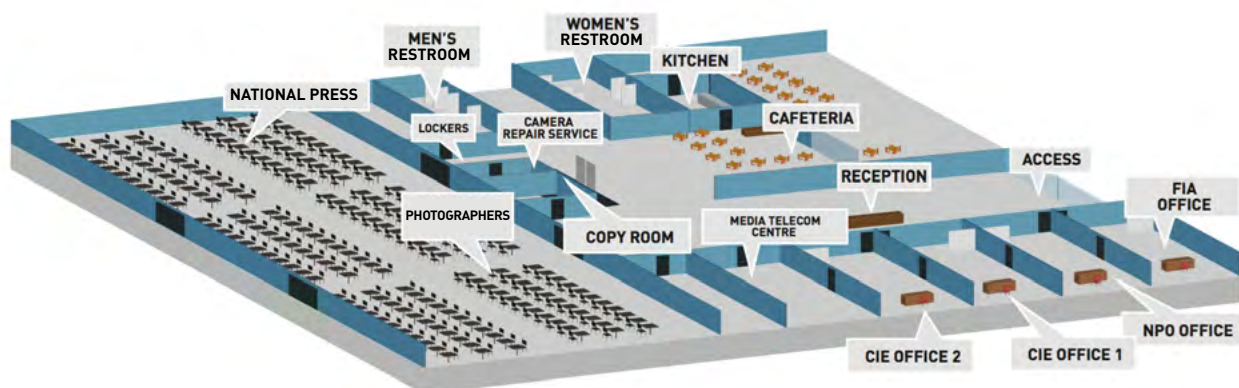 MEN'S
RESTROOM
WOMEN'S
RESTROOM
KITCHEN
NATIONAL PRESS
LOCKERS
CAMERA
REPAIR SERVICE
CAFETERIA
ACCESS
RECEPTION
FIA
OFFICE
PHOTOGRAPHERS
COPY ROOM
MEDIA TELECOM
CENTRE
NPO OFFICE
CIE OFFICE 2
CIE OFFICE 1